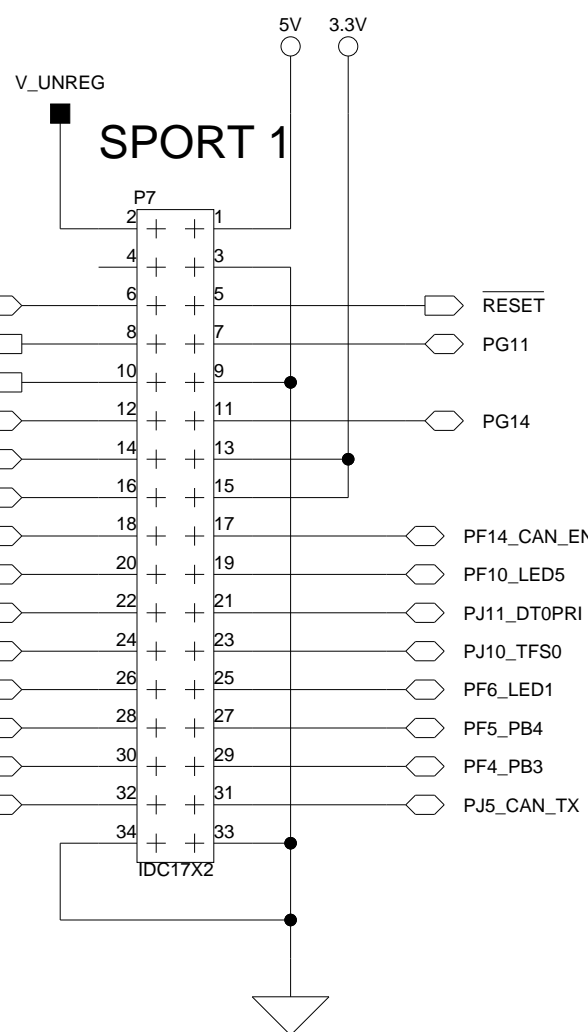 5V 3.3V
V_UNREG
SPORT 1
P7
2 1
4 3
6 5 RESET
8 7 PG11
10 9
12 11 PG14
14 13
16 15
18 17 PF14_CAN_EN
20 19 PF10_LED5
22 21 PJ11_DT0PRI
24 23 PJ10_TFS0
26 25 PF6_LED1
28 27 PF5_PB4
30 29 PF4_PB3
32 31 PJ5_CAN_TX
34 33
IDC17X2